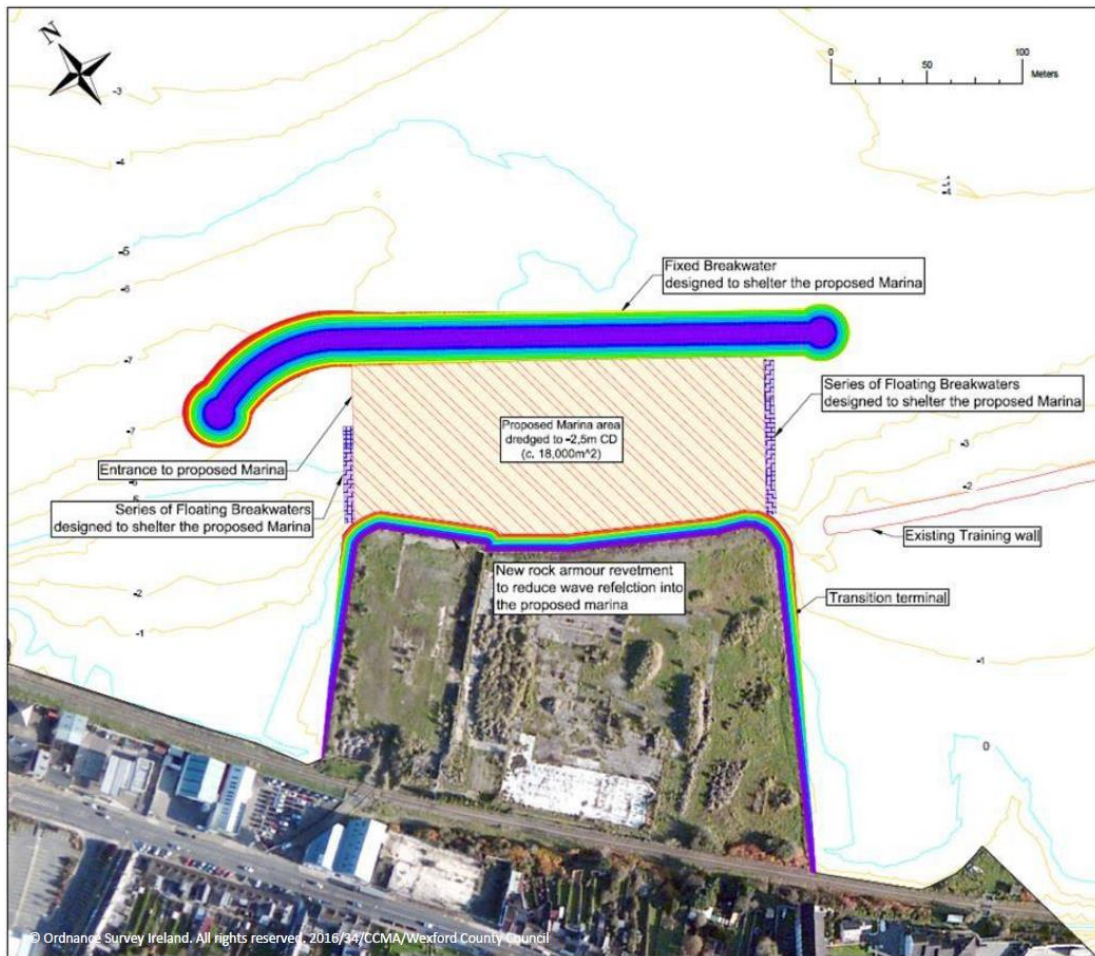 N
0
50
100
Meters
-3
-4
-5
-6
-7
Fixed Breakwater
designed to shelter the proposed Marina
Series of Floating Breakwaters
designed to shelter the proposed Marina
Proposed Marina area
dredged to -2,5m CD
(c. 18,000m^2)
-7
-3
Entrance to proposed Marina
-2
Series of Floating Breakwaters
designed to shelter the proposed Marina
Existing Training wall
New rock armour revetment
to reduce wave refelction into
the proposed marina
-2
Transition terminal
-1
-1
0
© Ordnance Survey Ireland. All rights reserved. 2016/34/CCMA/Wexford County Council